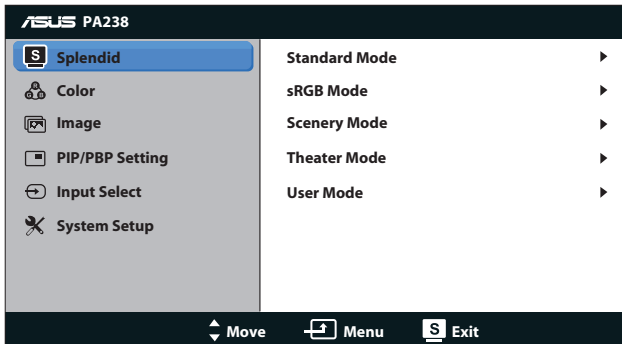 ASUS PA238
S Splendid
Color
Image
PIP/PBP Setting
Input Select
System Setup
Standard Mode
sRGB Mode
Scenery Mode
Theater Mode
User Mode
Move Menu S Exit